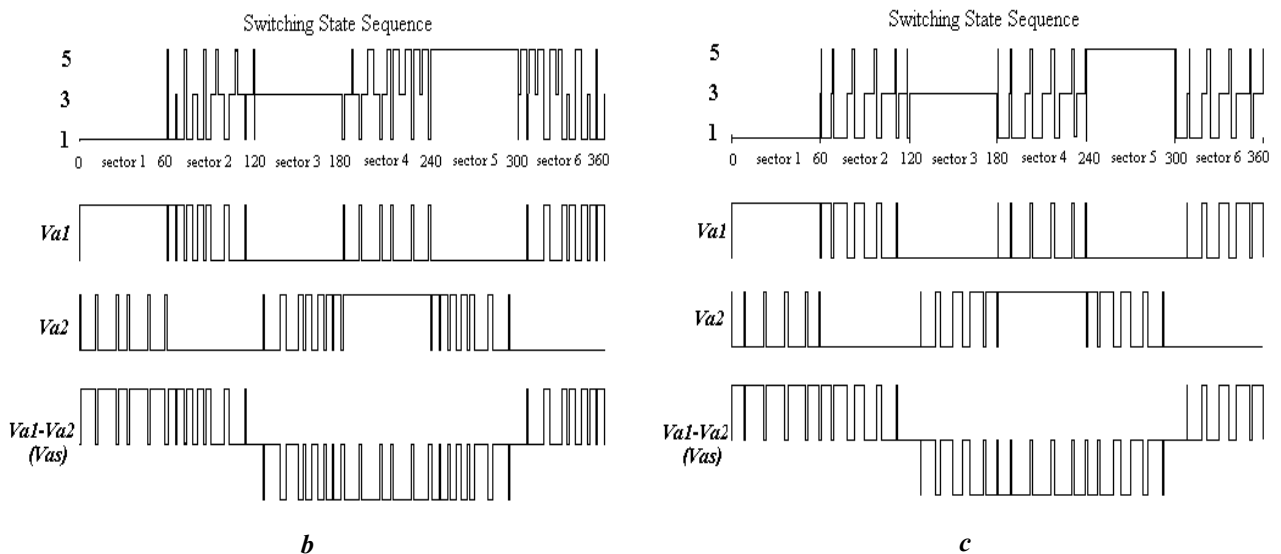 Switching State Sequence
5
3
1
0 sector 1 60 sector 2 120 sector 3 180 sector 4 240 sector 5 300 sector 6 360
Va1
Va2
Va1-Va2
(Vas)
b
Switching State Sequence
5
3
1
0 sector 1 60 sector 2 120 sector 3 180 sector 4 240 sector 5 300 sector 6 360
Va1
Va2
Va1-Va2
(Vas)
c